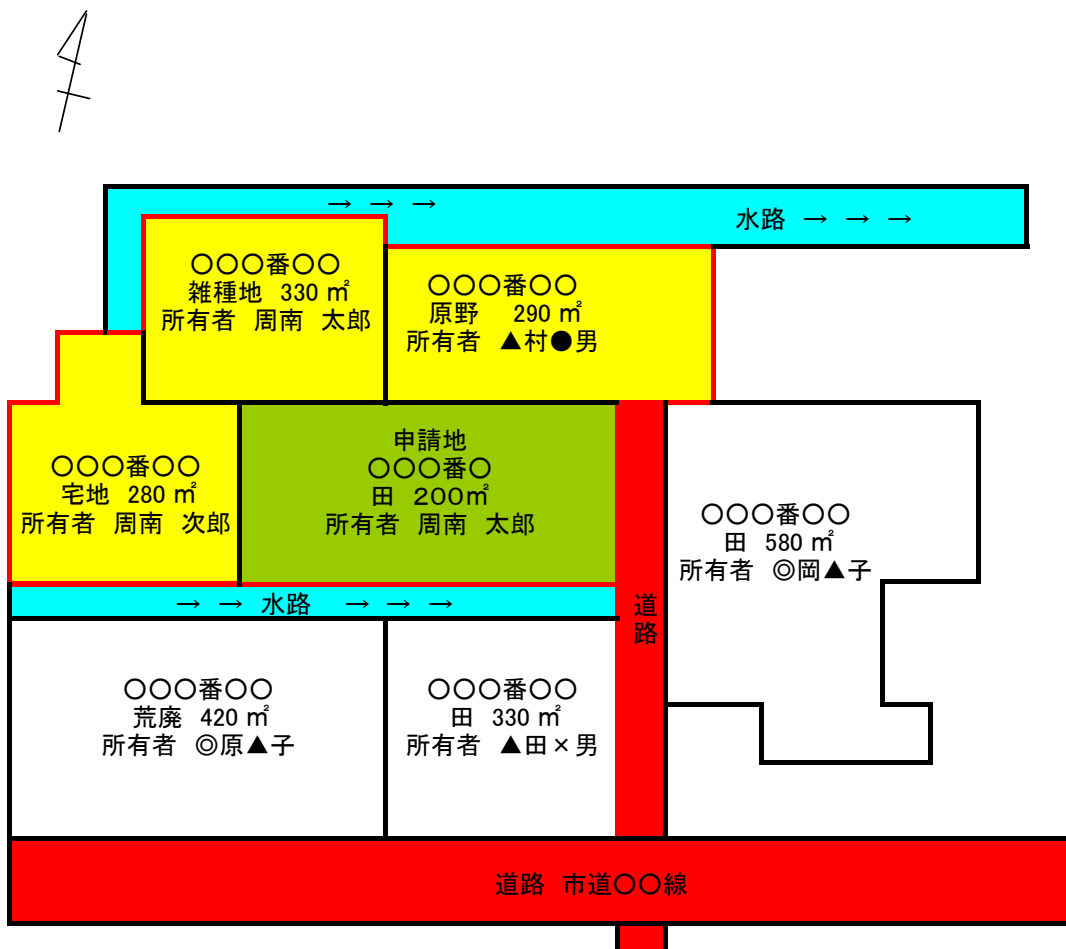 → → →
水路 → → →
〇〇〇番〇〇
雑種地 330 ㎡
所有者 周南 太郎
〇〇〇番〇〇
原野 290 ㎡
所有者 ▲村●男
〇〇〇番〇〇
宅地 280 ㎡
所有者 周南 次郎
申請地
〇〇〇番〇
田 200㎡
所有者 周南 太郎
〇〇〇番〇〇
田 580 ㎡
所有者 ◎岡▲子
→ → 水路 → → →
道路
〇〇〇番〇〇
荒廃 420 ㎡
所有者 ◎原▲子
〇〇〇番〇〇
田 330 ㎡
所有者 ▲田×男
道路 市道〇〇線